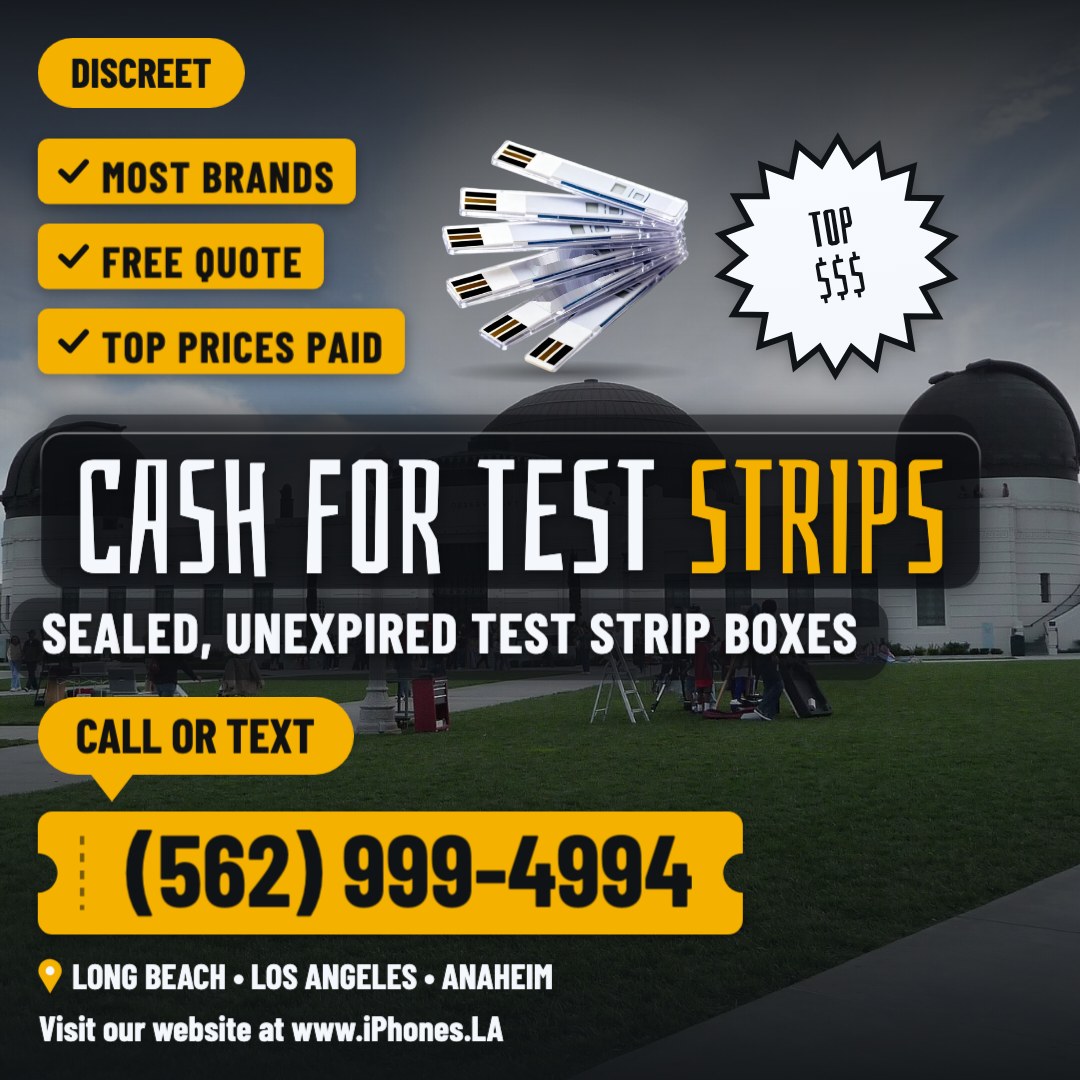 DISCREET
MOST BRANDS
FREE QUOTE
TOP PRICES PAID
TOP
$$$
CASH FOR TEST STRIPS
SEALED, UNEXPIRED TEST STRIP BOXES
CALL OR TEXT
(562) 999-4994
LONG BEACH • LOS ANGELES • ANAHEIM
Visit our website at www.iPhones.LA